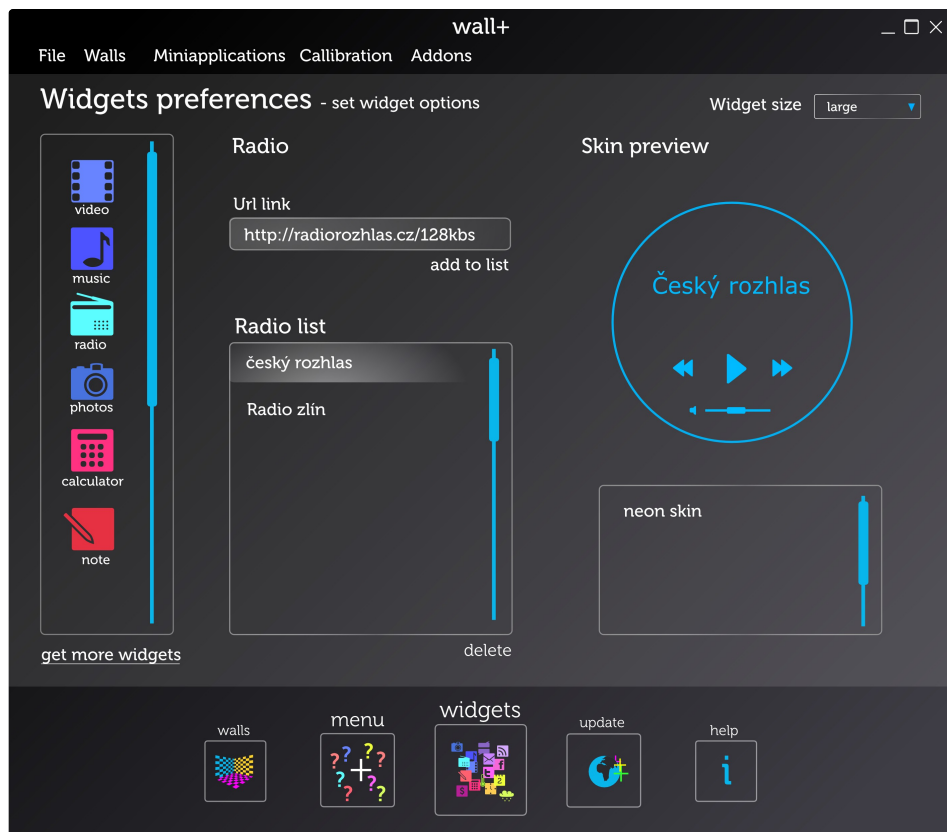 wall+
File Walls Miniapplications Callibration Addons
Widgets preferences - set widget options
Widget size large
video
music
radio
photos
calculator
note
get more widgets
Radio
Url link
http://radiorozhlas.cz/128kbs
add to list
Radio list
český rozhlas
Radio zlín
delete
Skin preview
Český rozhlas
neon skin
walls
menu
widgets
update
help